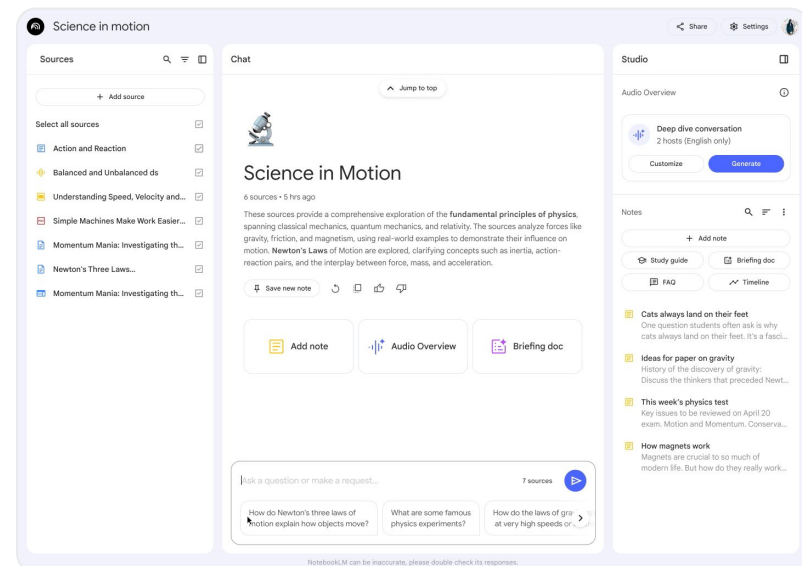 Science in motion
Share
Settings
Sources
+ Add source
Select all sources
Action and Reaction
Balanced and Unbalanced ds
Understanding Speed, Velocity and...
Simple Machines Make Work Easier...
Momentum Mania: Investigating th...
Newton's Three Laws...
Momentum Mania: Investigating th...
Chat
Jump to top
Science in Motion
6 sources • 5 hrs ago
These sources provide a comprehensive exploration of the fundamental principles of physics,
spanning classical mechanics, quantum mechanics, and relativity. The sources analyze forces like
gravity, friction, and magnetism, using real-world examples to demonstrate their influence on
motion. Newton's Laws of Motion are explored, clarifying concepts such as inertia, action-
reaction pairs, and the interplay between force, mass, and acceleration.
Save new note
Add note
Audio Overview
Briefing doc
Ask a question or make a request...
7 sources
How do Newton's three laws of
motion explain how objects move?
What are some famous
physics experiments?
How do the laws of
at very high speeds or
NotebookLM can be inaccurate, please double check its responses.
Studio
Audio Overview
Deep dive conversation
2 hosts (English only)
Customize
Generate
Notes
+ Add note
Study guide
Briefing doc
FAQ
Timeline
Cats always land on their feet
One question students often ask is why
cats always land on their feet. It's a fasci...
Ideas for paper on gravity
History of the discovery of gravity:
Discuss the thinkers that preceded Newt...
This week's physics test
Key issues to be reviewed on April 20
exam. Motion and Momentum. Conserva...
How magnets work
Magnets are crucial to so much of
modern life. But how do they really work...